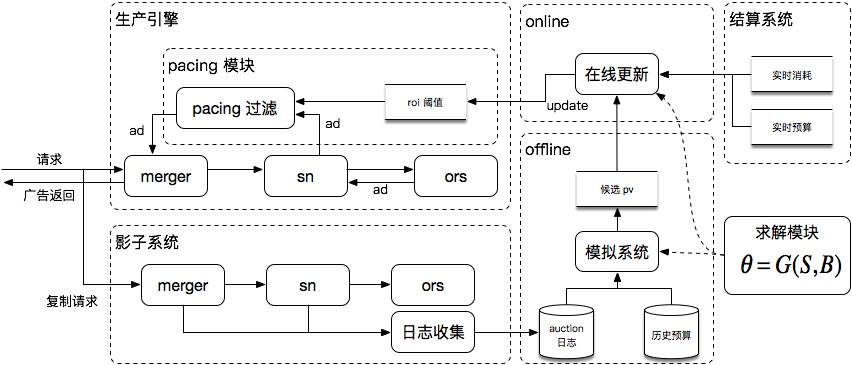 生产引擎
online
结算系统
pacing 模块
pacing 过滤
roi 阈值
在线更新
实时消耗
实时预算
update
ad
ad
请求
广告返回
merger
sn
ors
ad
offline
候选 pv
影子系统
模拟系统
求解模块
θ=G(S,B)
merger
sn
ors
复制请求
日志收集
auction
日志
历史预算